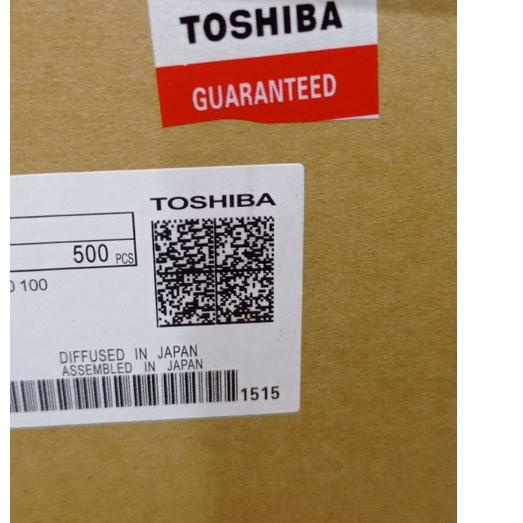 TOSHIBA
GUARANTEED
TOSHIBA
500 PCS
0 100
DIFFUSED IN JAPAN
ASSEMBLED IN JAPAN
1515